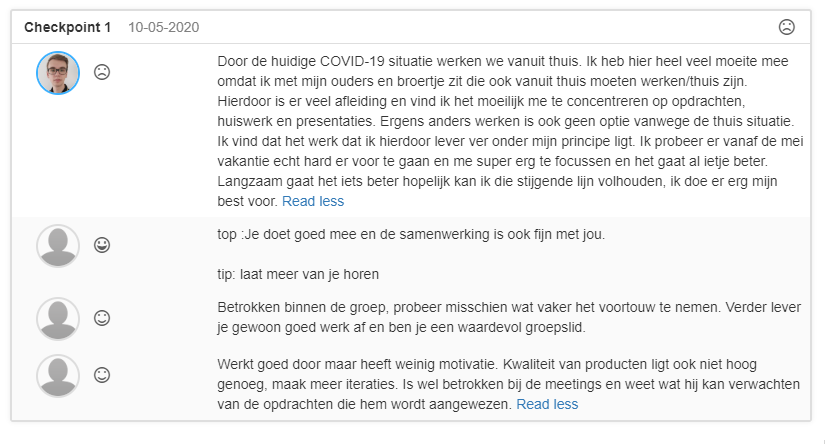 Checkpoint 1 10-05-2020
Door de huidige COVID-19 situatie werken we vanuit thuis. Ik heb hier heel veel moeite mee
omdat ik met mijn ouders en broertje zit die ook vanuit thuis moeten werken/thuis zijn.
Hierdoor is er veel afleiding en vind ik het moeilijk me te concentreren op opdrachten,
huiswerk en presentaties. Ergens anders werken is ook geen optie vanwege de thuis situatie.
Ik vind dat het werk dat ik hierdoor lever ver onder mijn principe ligt. Ik probeer er vanaf de mei
vakantie echt hard er voor te gaan en me super erg te focussen en het gaat al ietje beter.
Langzaam gaat het iets beter hopelijk kan ik die stijgende lijn volhouden, ik doe er erg mijn
best voor. Read less
top :Je doet goed mee en de samenwerking is ook fijn met jou.
tip: laat meer van je horen
Betrokken binnen de groep, probeer misschien wat vaker het voortouw te nemen. Verder lever
je gewoon goed werk af en ben je een waardevol groepslid.
Werkt goed door maar heeft weinig motivatie. Kwaliteit van producten ligt ook niet hoog
genoeg, maak meer iteraties. Is wel betrokken bij de meetings en weet wat hij kan verwachten
van de opdrachten die hem wordt aangewezen. Read less